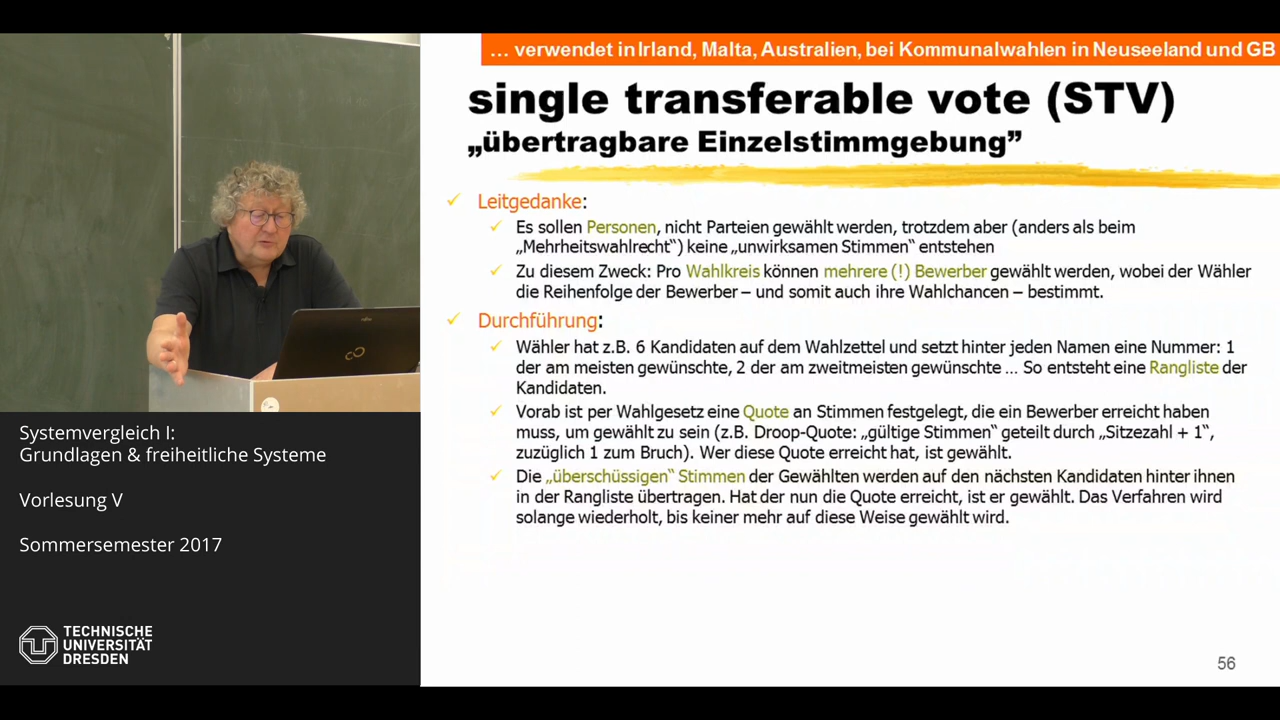 … verwendet in Irland, Malta, Australien, bei Kommunalwahlen in Neuseeland und GB
single transferable vote (STV)
„übertragbare Einzelstimmgebung”
Leitgedanke:
Es sollen Personen, nicht Parteien gewählt werden, trotzdem aber (anders als beim
„Mehrheitswahlrecht“) keine „unwirksamen Stimmen“ entstehen
Zu diesem Zweck: Pro Wahlkreis können mehrere (!) Bewerber gewählt werden, wobei der Wähler
die Reihenfolge der Bewerber – und somit auch ihre Wahlchancen – bestimmt.
Durchführung:
Wähler hat z.B. 6 Kandidaten auf dem Wahlzettel und setzt hinter jeden Namen eine Nummer: 1
der am meisten gewünschte, 2 der am zweitmeisten gewünschte … So entsteht eine Rangliste der
Kandidaten.
Vorab ist per Wahlgesetz eine Quote an Stimmen festgelegt, die ein Bewerber erreicht haben
muss, um gewählt zu sein (z.B. Droop-Quote: „gültige Stimmen“ geteilt durch „Sitzezahl + 1“,
zuzüglich 1 zum Bruch). Wer diese Quote erreicht hat, ist gewählt.
Die „überschüssigen“ Stimmen der Gewählten werden auf den nächsten Kandidaten hinter ihnen
in der Rangliste übertragen. Hat der nun die Quote erreicht, ist er gewählt. Das Verfahren wird
solange wiederholt, bis keiner mehr auf diese Weise gewählt wird.
56
Systemvergleich I:
Grundlagen & freiheitliche Systeme
Vorlesung V
Sommersemester 2017
TECHNISCHE
UNIVERSITÄT
DRESDEN